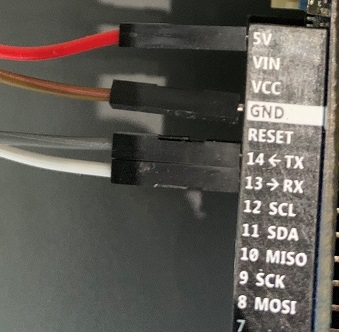 5V
VIN
VCC
GND
RESET
14←TX
13→RX
12 SCL
11 SDA
10 MISO
9 SCK
8 MOSI
7